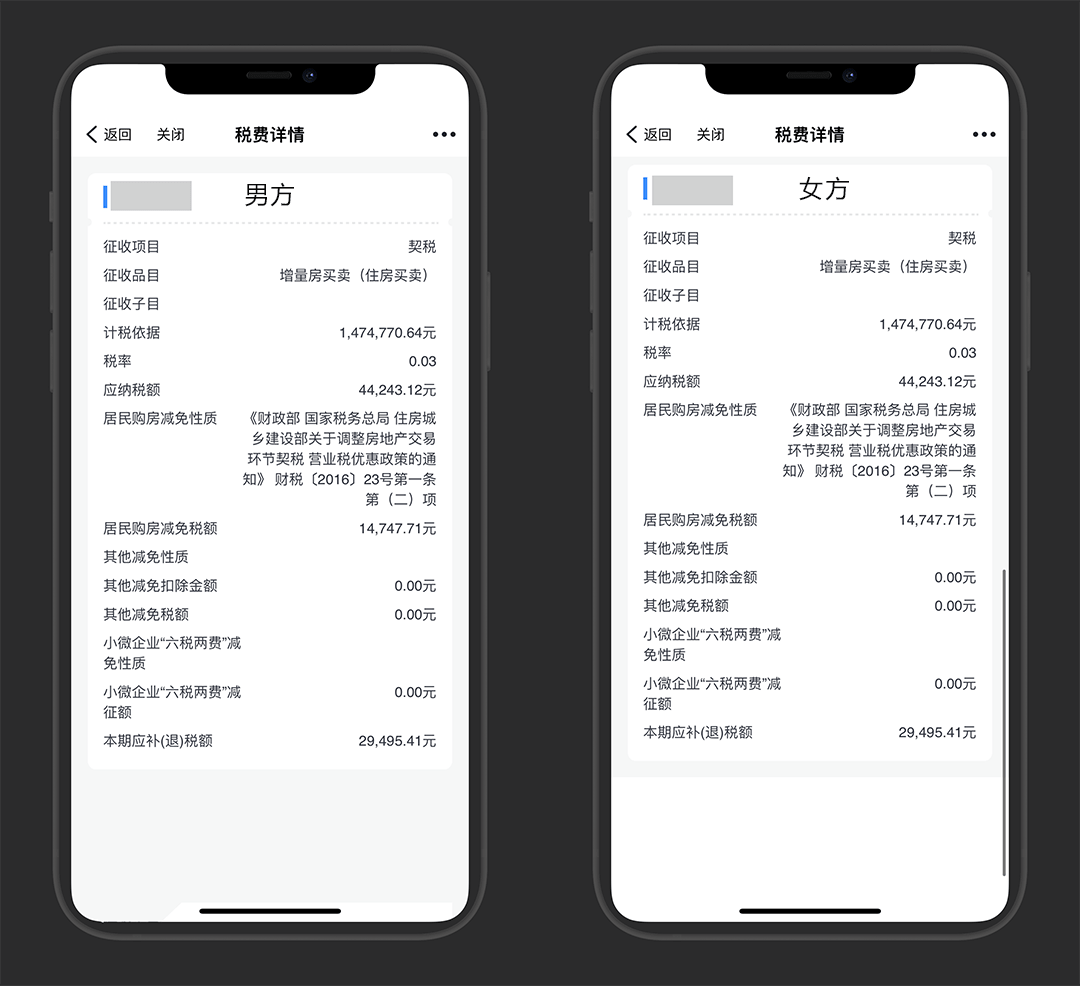 返回 关闭 税费详情
男方
征收项目 契税
征收品目 增量房买卖（住房买卖）
征收子目
计税依据 1,474,770.64元
税率 0.03
应纳税额 44,243.12元
居民购房减免性质 《财政部 国家税务总局 住房城
乡建设部关于调整房地产交易
环节契税 营业税优惠政策的通
知》 财税〔2016〕23号第一条
第（二）项
居民购房减免税额 14,747.71元
其他减免性质
其他减免扣除金额 0.00元
其他减免税额 0.00元
小微企业“六税两费”减
免性质
小微企业“六税两费”减 0.00元
征额
本期应补(退)税额 29,495.41元
返回 关闭 税费详情
女方
征收项目 契税
征收品目 增量房买卖（住房买卖）
征收子目
计税依据 1,474,770.64元
税率 0.03
应纳税额 44,243.12元
居民购房减免性质 《财政部 国家税务总局 住房城
乡建设部关于调整房地产交易
环节契税 营业税优惠政策的通
知》 财税〔2016〕23号第一条
第（二）项
居民购房减免税额 14,747.71元
其他减免性质
其他减免扣除金额 0.00元
其他减免税额 0.00元
小微企业“六税两费”减
免性质
小微企业“六税两费”减 0.00元
征额
本期应补(退)税额 29,495.41元